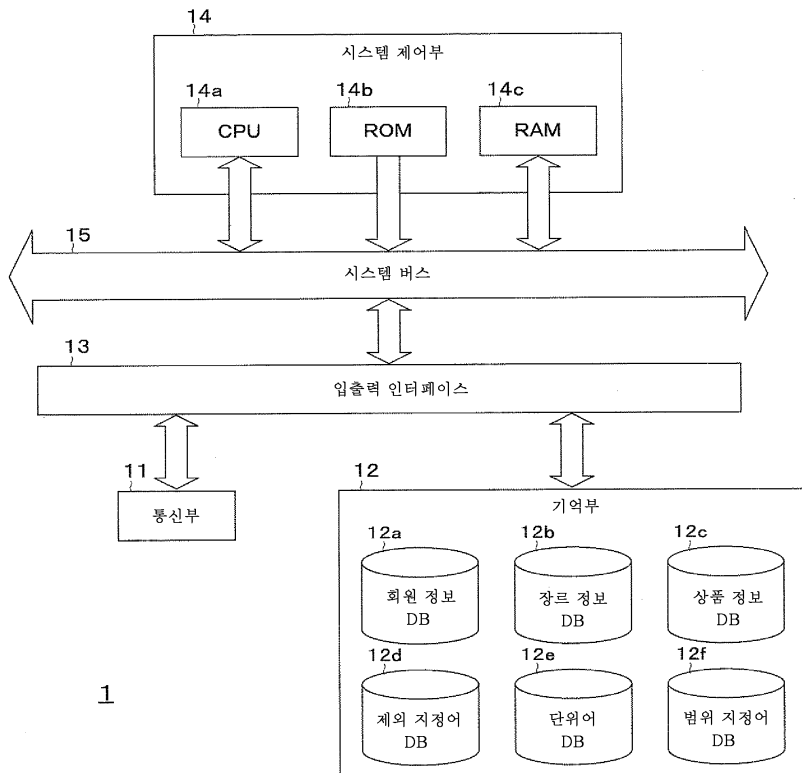 14
시스템 제어부
14a
14b
14c
CPU
ROM
RAM
15
시스템 버스
13
입출력 인터페이스
11
통신부
12
기억부
12a
12b
12c
회원 정보
DB
장르 정보
DB
상품 정보
DB
12d
12e
12f
제외 지정어
DB
단위어
DB
범위 지정어
DB
1